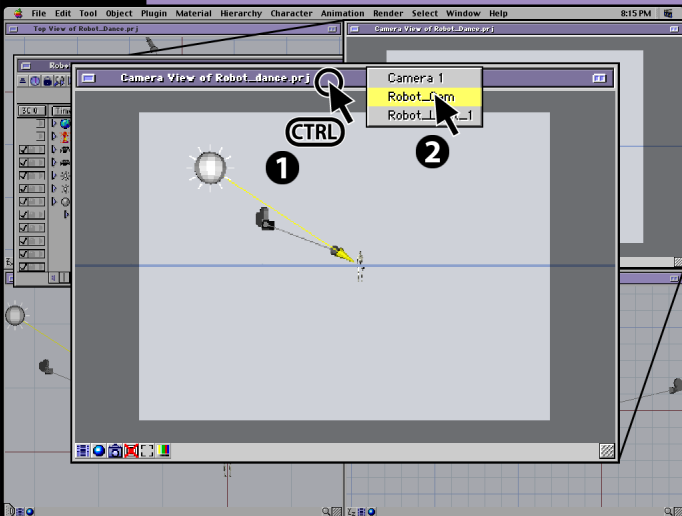 File Edit Tool Object Plugin Material Hierarchy Character Animation Render Select Window Help 8:15 PM
Top View of Robot_Dance.prj
Camera View of Robot_Dance.prj
Camera View of Robot_dance.prj
Camera 1
Robot_Cam
CTRL
1
2